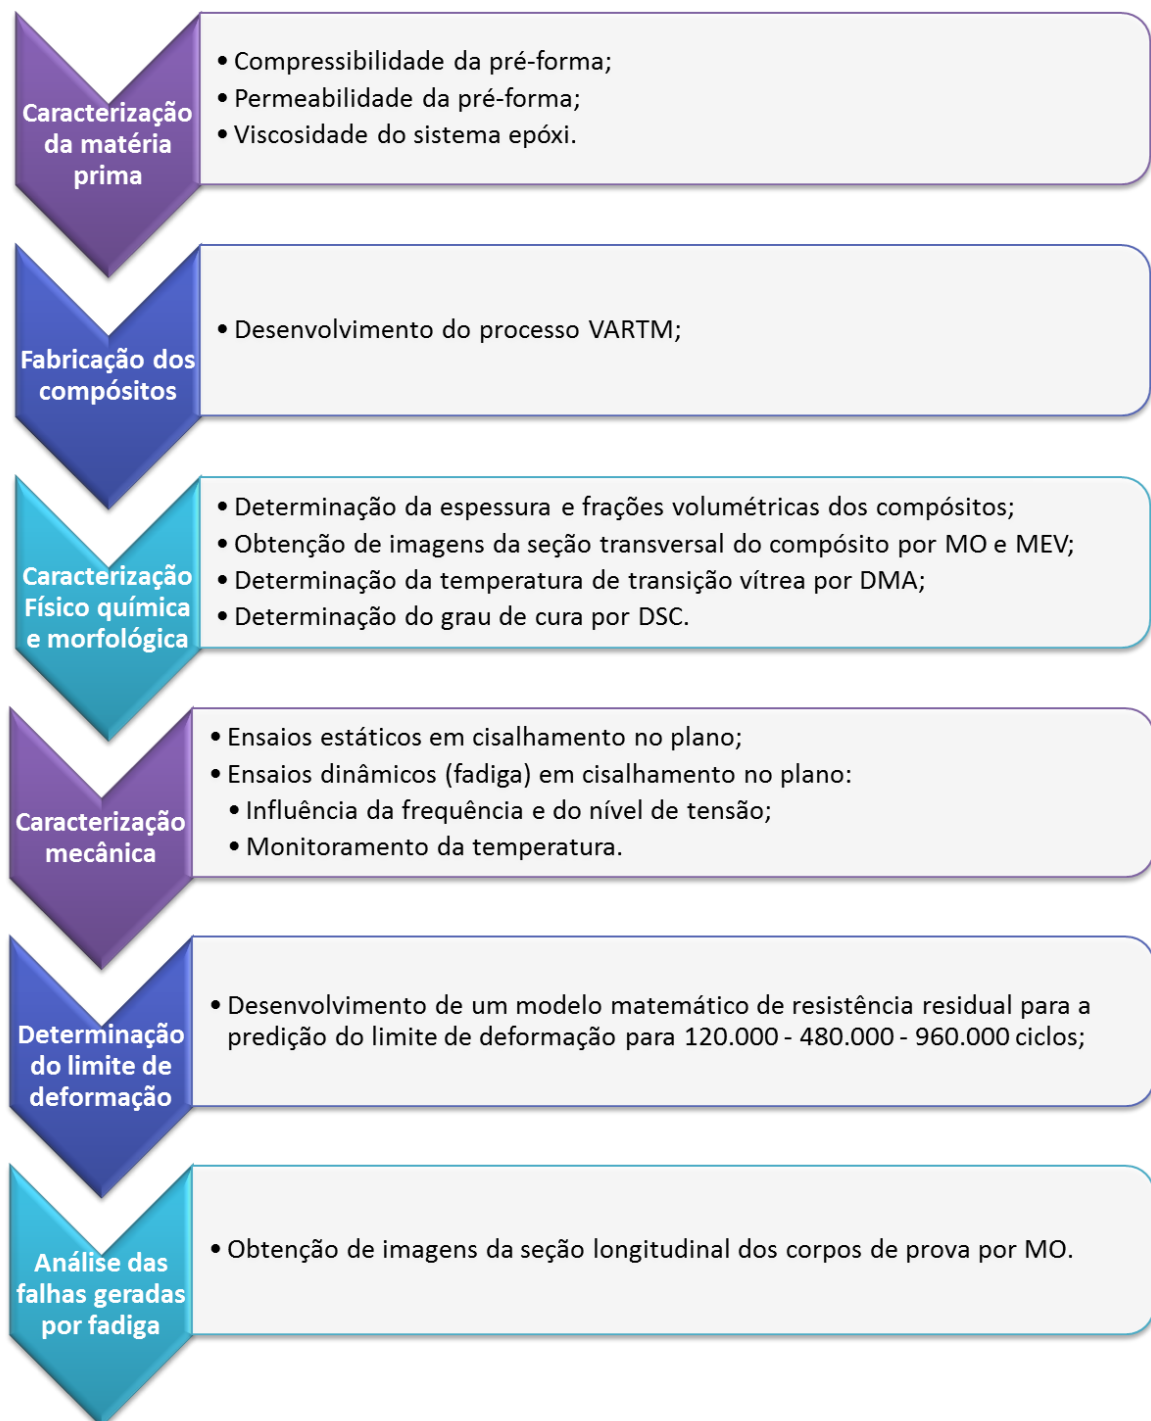 Caracterização
da matéria
prima
• Compressibilidade da pré-forma;
• Permeabilidade da pré-forma;
• Viscosidade do sistema epóxi.
Fabricação dos
compósitos
• Desenvolvimento do processo VARTM;
Caracterização
Físico química
e morfológica
• Determinação da espessura e frações volumétricas dos compósitos;
• Obtenção de imagens da seção transversal do compósito por MO e MEV;
• Determinação da temperatura de transição vítrea por DMA;
• Determinação do grau de cura por DSC.
Caracterização
mecânica
• Ensaios estáticos em cisalhamento no plano;
• Ensaios dinâmicos (fadiga) em cisalhamento no plano:
• Influência da frequência e do nível de tensão;
• Monitoramento da temperatura.
Determinação
do limite de
deformação
• Desenvolvimento de um modelo matemático de resistência residual para a
predição do limite de deformação para 120.000 - 480.000 - 960.000 ciclos;
Análise das
falhas geradas
por fadiga
• Obtenção de imagens da seção longitudinal dos corpos de prova por MO.